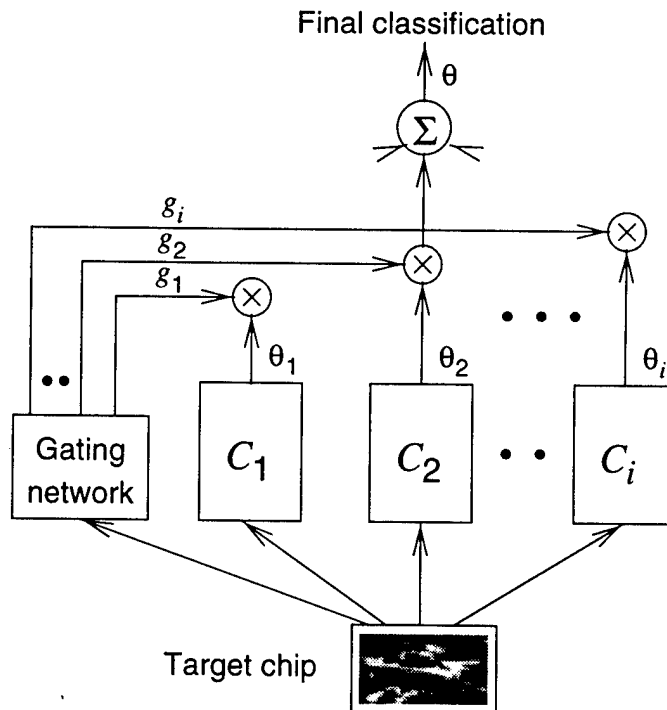 Final classification
θ
Σ
g_i
g_2
g_1
θ_1
θ_2
θ_i
Gating
network
C_1
C_2
C_i
Target chip